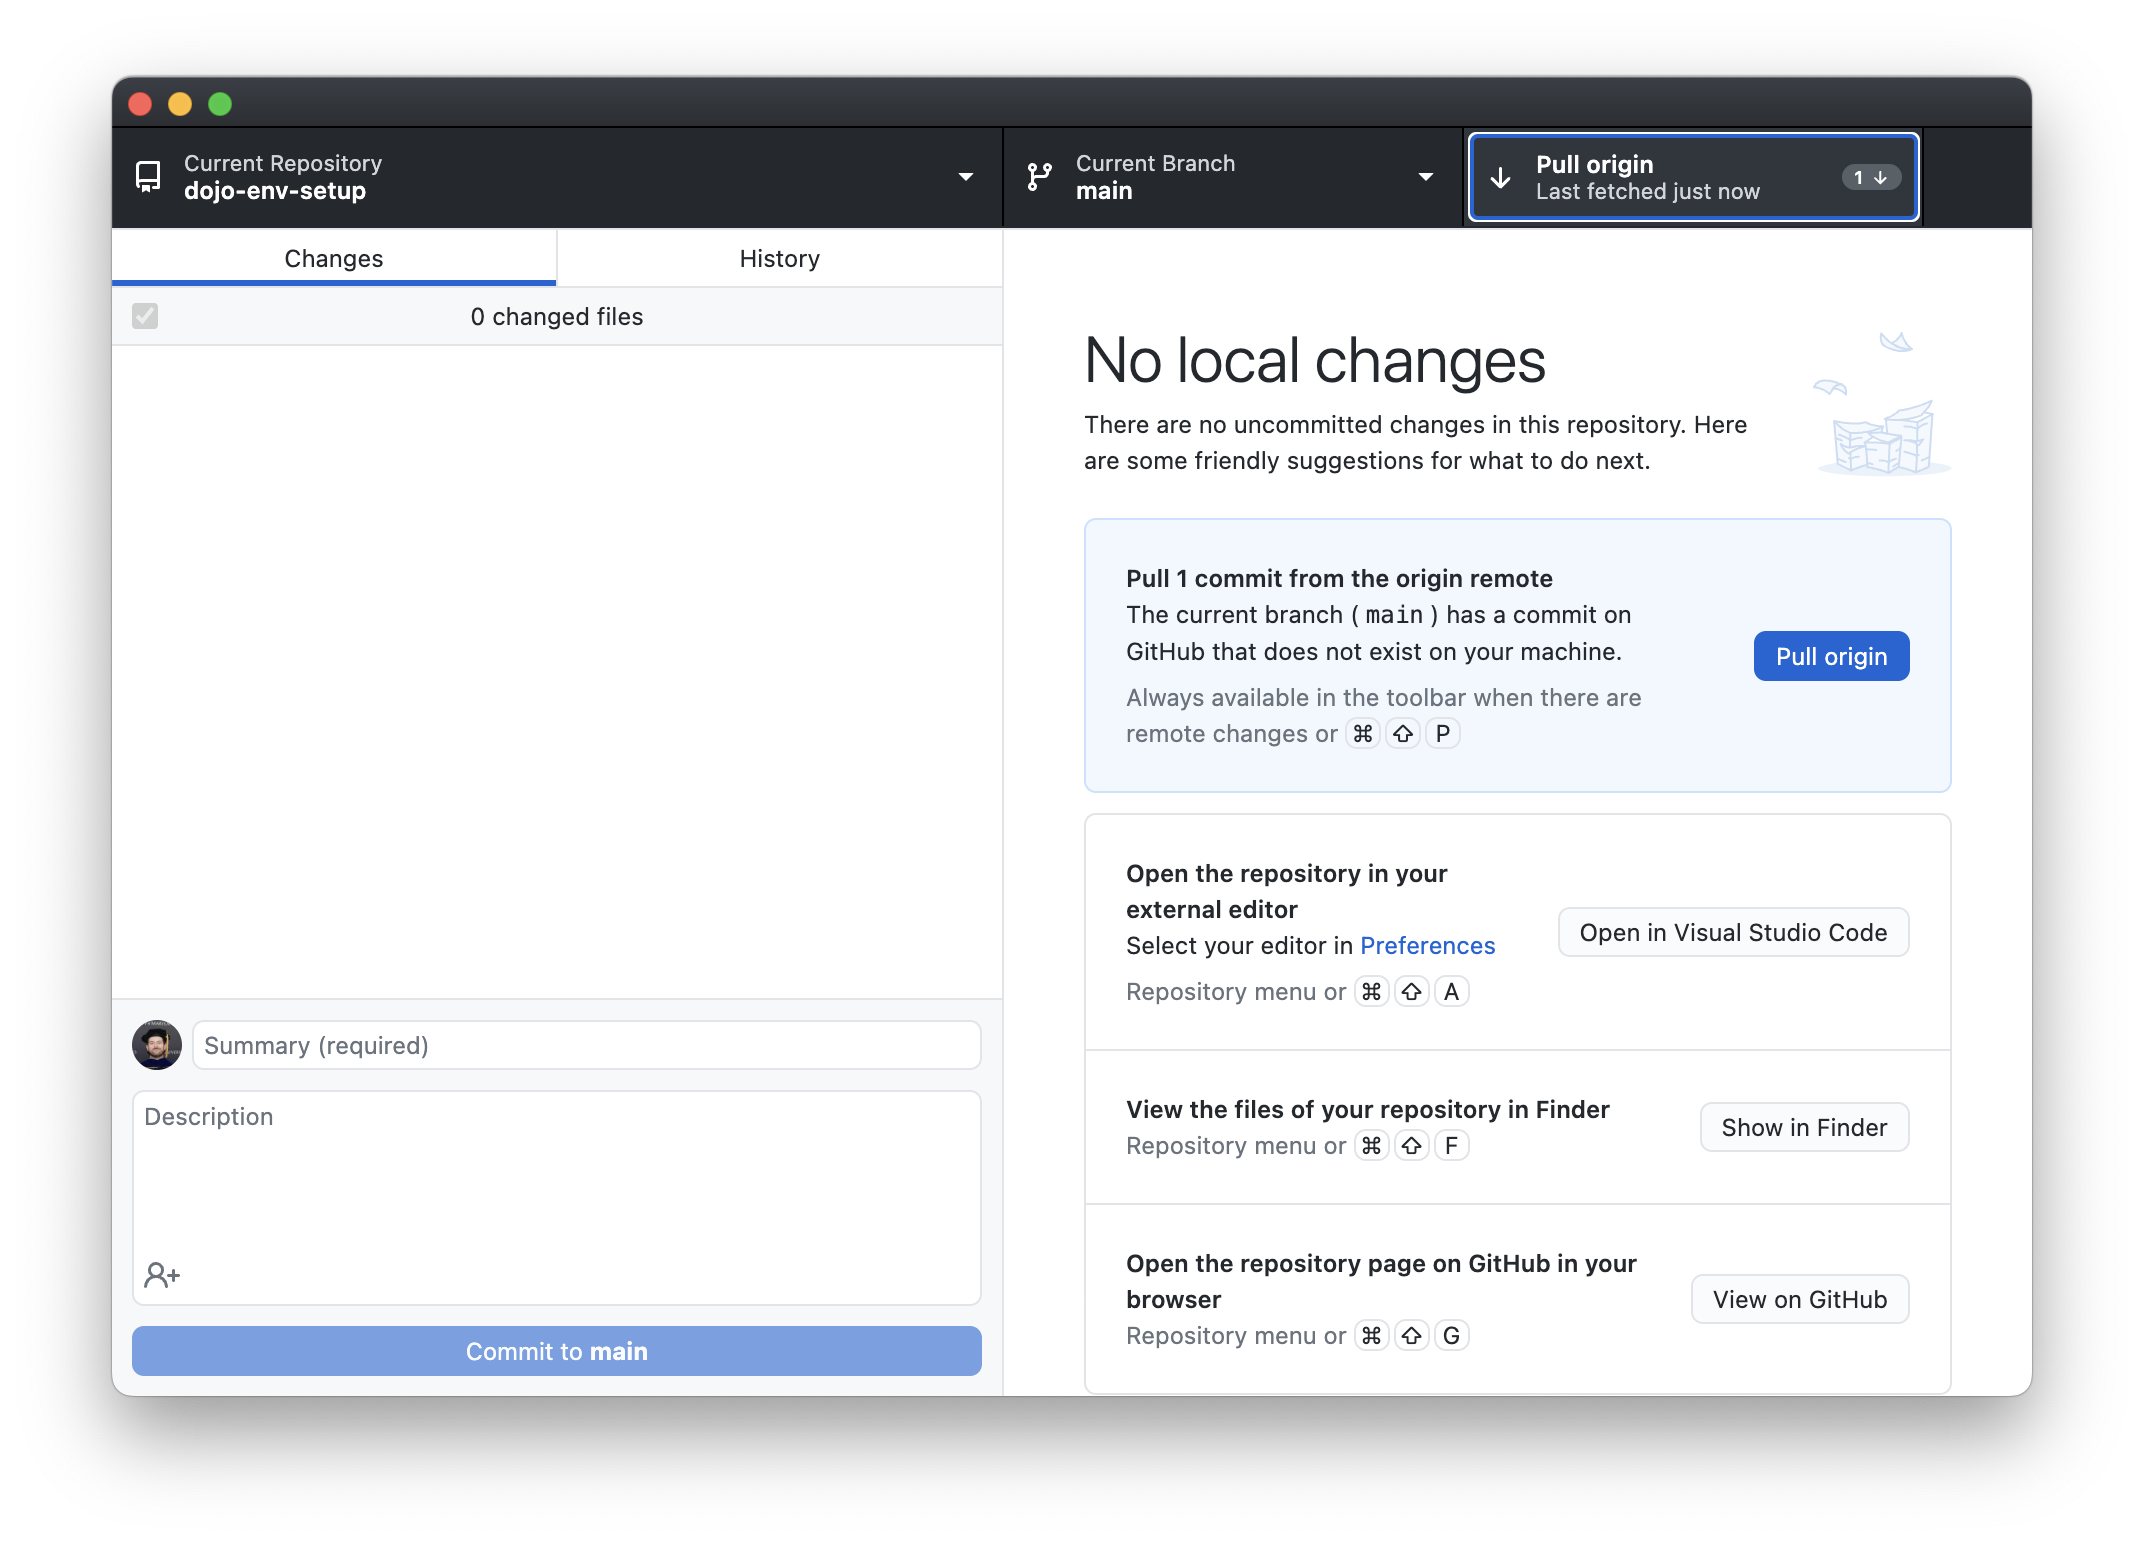 Current Repository
dojo-env-setup
Current Branch
main
Pull origin
Last fetched just now
1 ↓
Changes
History
0 changed files
No local changes
There are no uncommitted changes in this repository. Here
are some friendly suggestions for what to do next.
Pull 1 commit from the origin remote
The current branch ( main ) has a commit on
GitHub that does not exist on your machine.
Always available in the toolbar when there are
remote changes or ⌘ ⇧ P
Pull origin
Open the repository in your
external editor
Select your editor in Preferences
Repository menu or ⌘ ⇧ A
Open in Visual Studio Code
View the files of your repository in Finder
Repository menu or ⌘ ⇧ F
Show in Finder
Open the repository page on GitHub in your
browser
Repository menu or ⌘ ⇧ G
View on GitHub
Summary (required)
Description
Commit to main